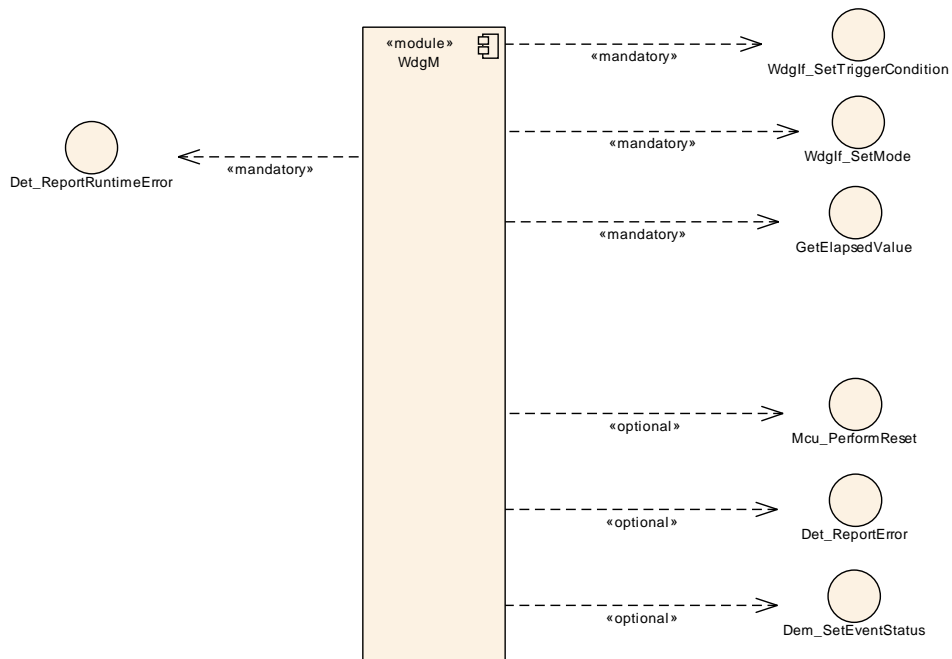 «module»
WdgM
«mandatory»
WdgIf_SetTriggerCondition
«mandatory»
WdgIf_SetMode
Det_ReportRuntimeError
«mandatory»
«mandatory»
GetElapsedValue
«optional»
Mcu_PerformReset
«optional»
Det_ReportError
«optional»
Dem_SetEventStatus